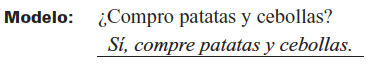 Modelo: ¿Compro patatas y cebollas?
Sí, compre patatas y cebollas.